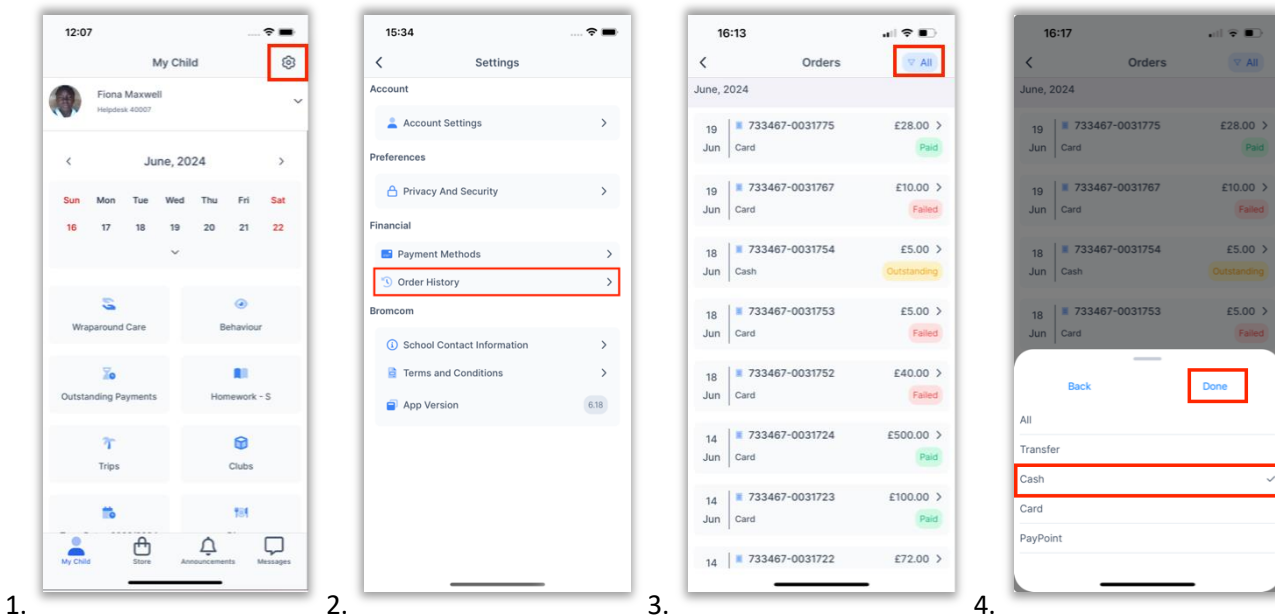 12:07
My Child
Fiona Maxwell
Helpdesk 40007
June, 2024
Sun Mon Tue Wed Thu Fri Sat
16 17 18 19 20 21 22
Wraparound Care Behaviour
Outstanding Payments Homework - S
Trips Clubs
My Child Store Announcements Messages
1.
15:34
Settings
Account
Account Settings
Preferences
Privacy And Security
Financial
Payment Methods
Order History
Bromcom
School Contact Information
Terms and Conditions
App Version 6.18
2.
16:13
Orders All
June, 2024
19 733467-0031775 £28.00
Jun Card Paid
19 733467-0031767 £10.00
Jun Card Failed
18 733467-0031754 £5.00
Jun Cash Outstanding
18 733467-0031753 £5.00
Jun Card Failed
18 733467-0031752 £40.00
Jun Card Failed
14 733467-0031724 £500.00
Jun Card Paid
14 733467-0031723 £100.00
Jun Card Paid
14 733467-0031722 £72.00
3.
16:17
Orders All
June, 2024
19 733467-0031775 £28.00
Jun Card Paid
19 733467-0031767 £10.00
Jun Card Failed
18 733467-0031754 £5.00
Jun Cash Outstanding
18 733467-0031753 £5.00
Jun Card Failed
Back Done
All
Transfer
Cash
Card
PayPoint
4.